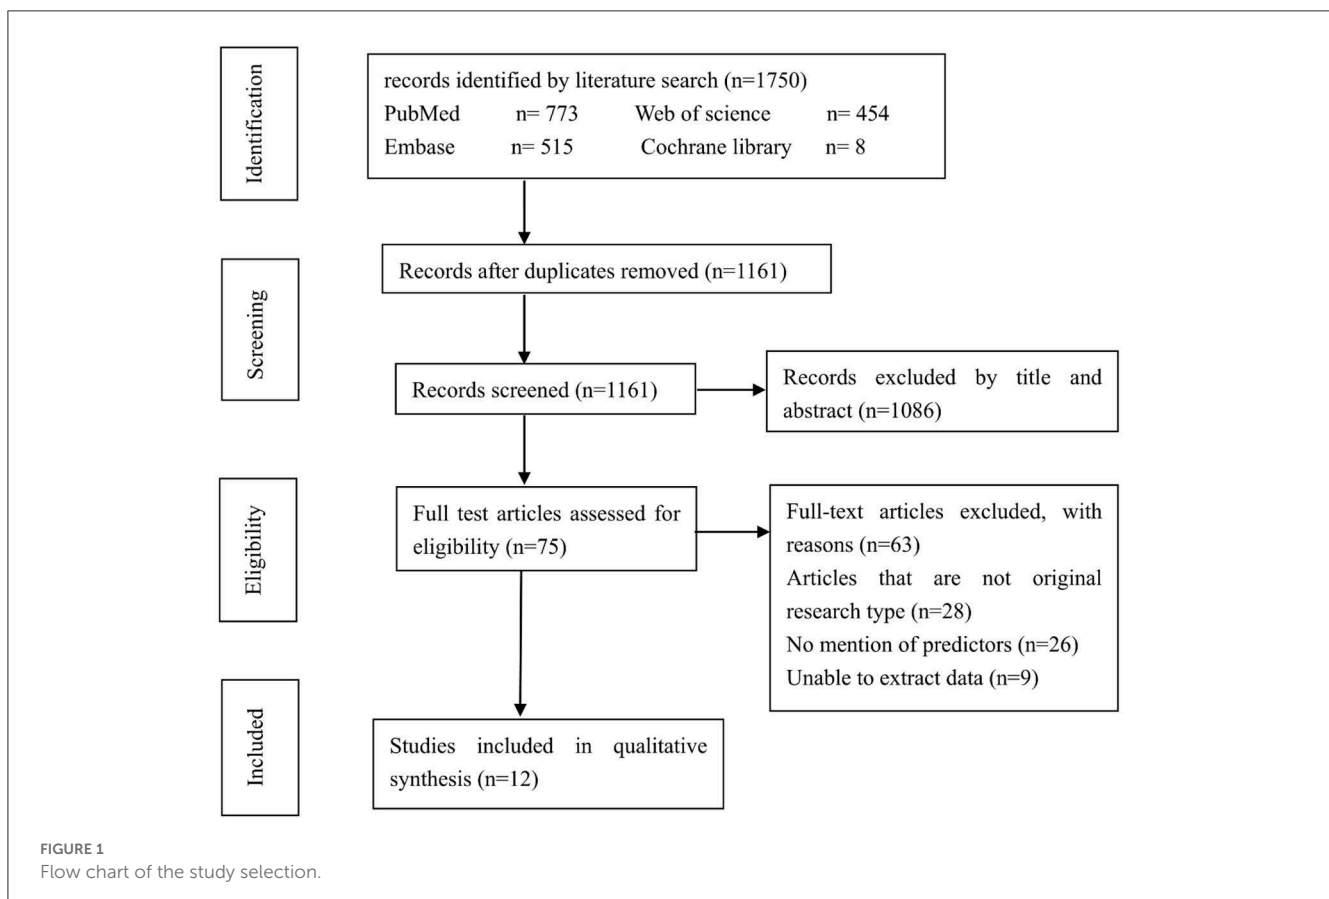 Identification
records identified by literature search (n=1750)
PubMed n= 773 Web of science n= 454
Embase n= 515 Cochrane library n= 8
Screening
Records after duplicates removed (n=1161)
Records screened (n=1161)
Records excluded by title and
abstract (n=1086)
Eligibility
Full test articles assessed for
eligibility (n=75)
Full-text articles excluded, with
reasons (n=63)
Articles that are not original
research type (n=28)
No mention of predictors (n=26)
Unable to extract data (n=9)
Included
Studies included in qualitative
synthesis (n=12)
FIGURE 1
Flow chart of the study selection.